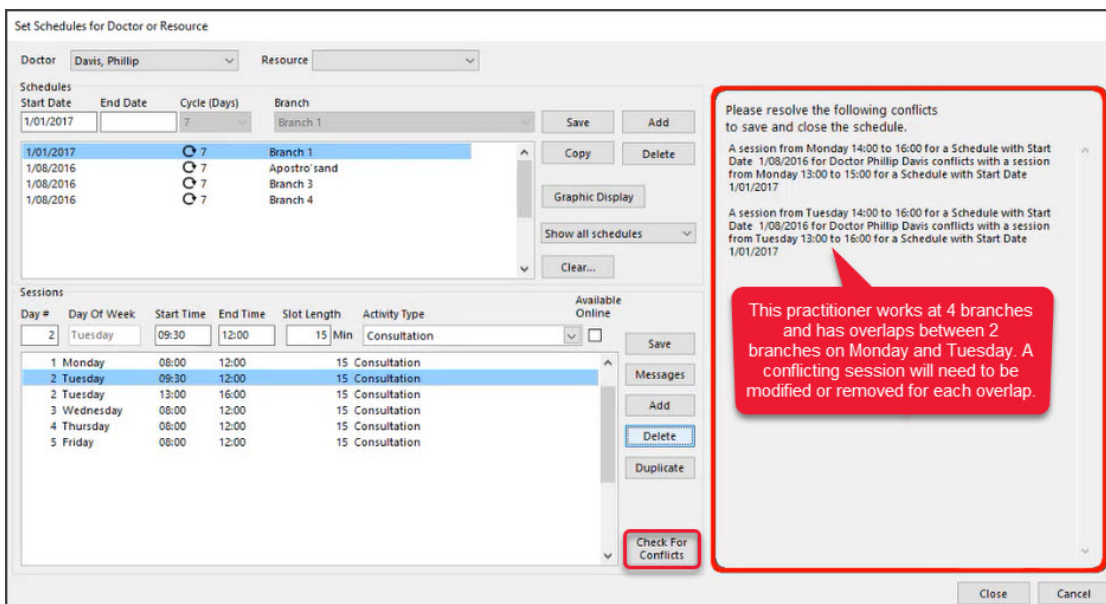 Set Schedules for Doctor or Resource
Doctor Davis, Phillip Resource
Schedules
Start Date End Date Cycle (Days) Branch
1/01/2017 7 Branch 1 Save Add
1/01/2017 7 Branch 1
1/08/2016 7 Apostro`sand
1/08/2016 7 Branch 3
1/08/2016 7 Branch 4
Copy Delete
Graphic Display
Show all schedules
Clear...
Sessions
Day # Day Of Week Start Time End Time Slot Length Activity Type Available
Online
2 Tuesday 09:30 12:00 15 Min Consultation
1 Monday 08:00 12:00 15 Consultation
2 Tuesday 09:30 12:00 15 Consultation
2 Tuesday 13:00 16:00 15 Consultation
3 Wednesday 08:00 12:00 15 Consultation
4 Thursday 08:00 12:00 15 Consultation
5 Friday 08:00 12:00 15 Consultation
Save
Messages
Add
Delete
Duplicate
Check For
Conflicts
Please resolve the following conflicts
to save and close the schedule.
A session from Monday 14:00 to 16:00 for a Schedule with Start
Date 1/08/2016 for Doctor Phillip Davis conflicts with a session
from Monday 13:00 to 15:00 for a Schedule with Start Date
1/01/2017
A session from Tuesday 14:00 to 16:00 for a Schedule with Start
Date 1/08/2016 for Doctor Phillip Davis conflicts with a session
from Tuesday 13:00 to 16:00 for a Schedule with Start Date
1/01/2017
This practitioner works at 4 branches
and has overlaps between 2
branches on Monday and Tuesday. A
conflicting session will need to be
modified or removed for each overlap.
Close Cancel